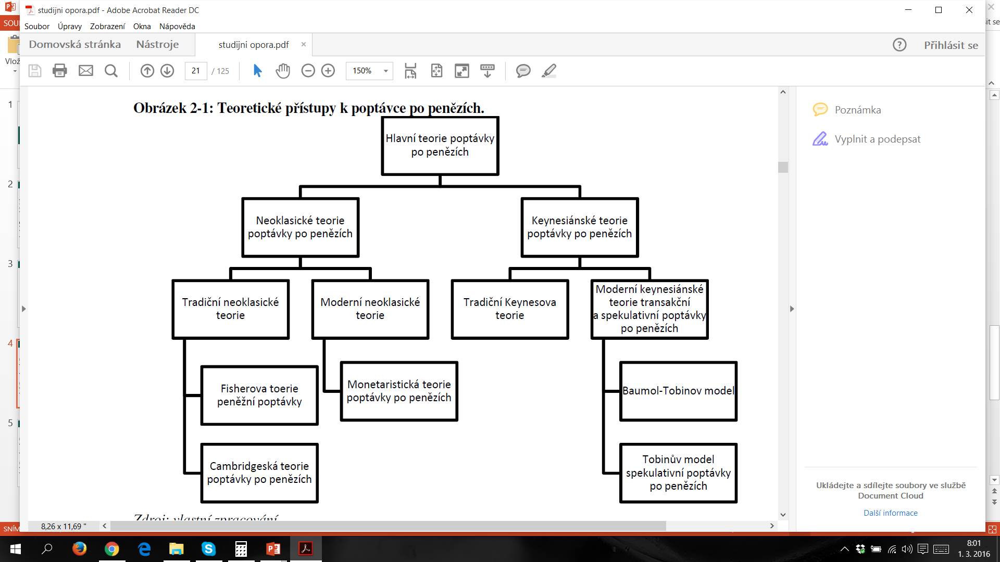 studijni opora.pdf - Adobe Acrobat Reader DC
Soubor Úpravy Zobrazení Okna Nápověda
Domovská stránka Nástroje studijni opora.pdf × Přihlásit se
21 / 125 150%
SOU
it se
Vlož
1
2
3
4
5
Obrázek 2-1: Teoretické přístupy k poptávce po penězích.
Hlavní teorie poptávky
po penězích
Neoklasické teorie
poptávky po penězích
Keynesiánské teorie
poptávky po penězích
Tradiční neoklasické
teorie
Moderní neoklasické
teorie
Tradiční Keynesova
teorie
Moderní keynesiánské
teorie transakční
a spekulativní poptávky
po penězích
Fisherova toerie
peněžní poptávky
Monetaristická teorie
poptávky po penězích
Baumol-Tobinov model
Cambridgeská teorie
poptávky po penězích
Tobinův model
spekulativní poptávky
po penězích
Zdroj: vlastní zpracování
Poznámka
Vyplnit a podepsat
Ukládejte a sdílejte soubory ve službě
Document Cloud
Další informace
8,26 x 11,69 "
SNÍM
8:01
1. 3. 2016